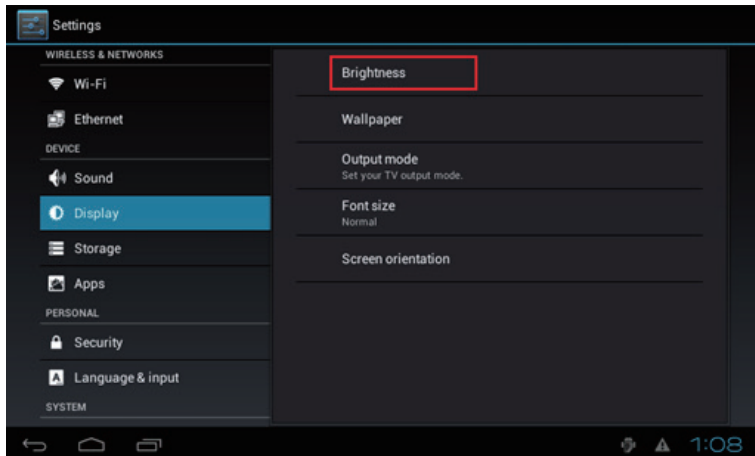 Settings
WIRELESS & NETWORKS
Wi-Fi
Ethernet
DEVICE
Sound
Display
Storage
Apps
PERSONAL
Security
A Language & input
SYSTEM
Brightness
Wallpaper
Output mode
Set your TV output mode.
Font size
Normal
Screen orientation
1:08